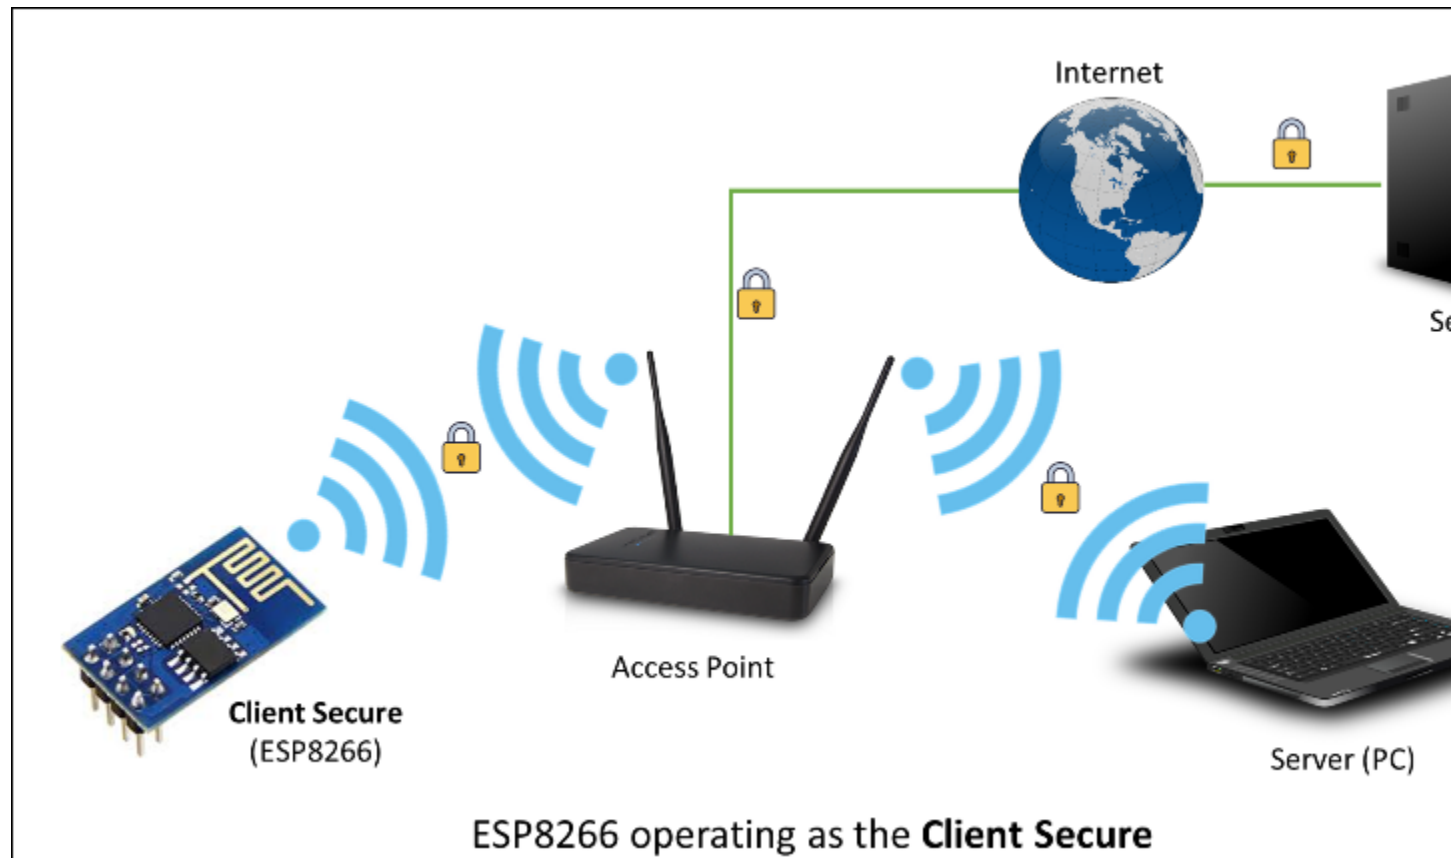 Internet
Access Point
Client Secure
(ESP8266)
Server (PC)
ESP8266 operating as the Client Secure